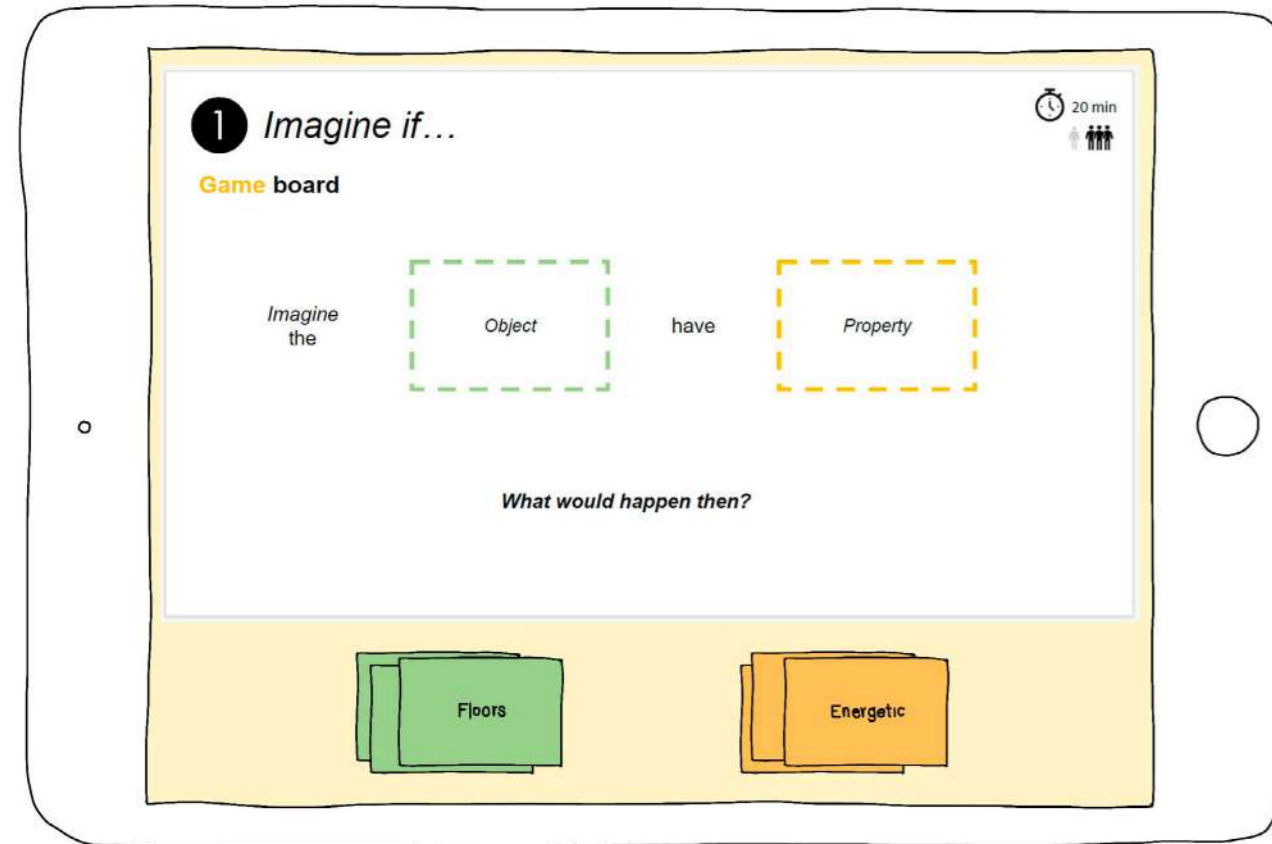 1 Imagine if...
20 min
Game board
Imagine
the
Object
have
Property
What would happen then?
Floors
Energetic